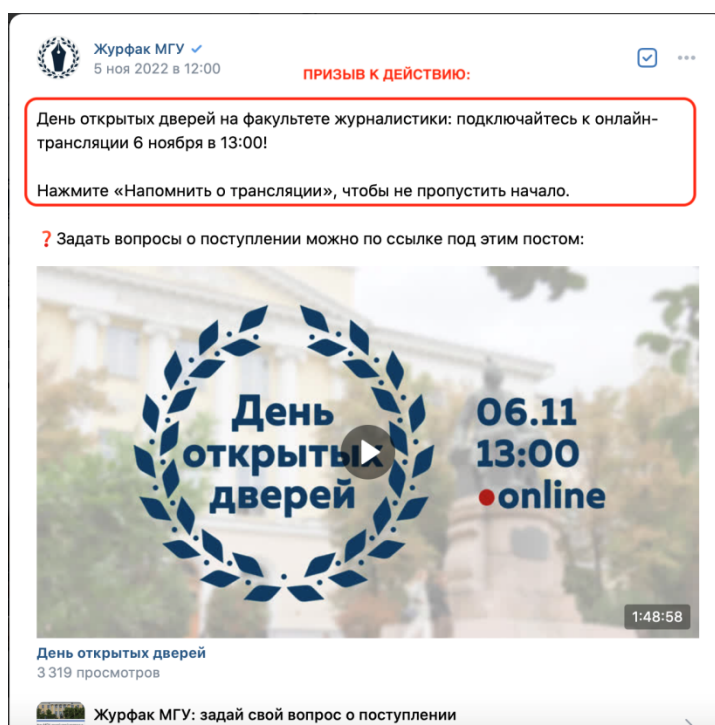 Журфак МГУ
5 ноя 2022 в 12:00
ПРИЗЫВ К ДЕЙСТВИЮ:
День открытых дверей на факультете журналистики: подключайтесь к онлайн-
трансляции 6 ноября в 13:00!
Нажмите «Напомнить о трансляции», чтобы не пропустить начало.
❓Задать вопросы о поступлении можно по ссылке под этим постом:
День
открытых
дверей
06.11
13:00
online
1:48:58
День открытых дверей
3 319 просмотров
Журфак МГУ: задай свой вопрос о поступлении